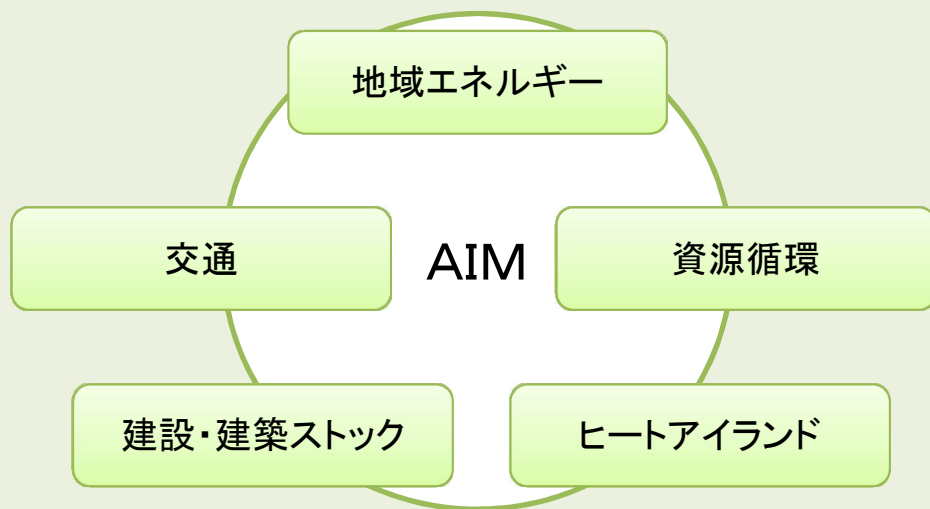 地域エネルギー
交通
AIM
資源循環
建設・建築ストック
ヒートアイランド